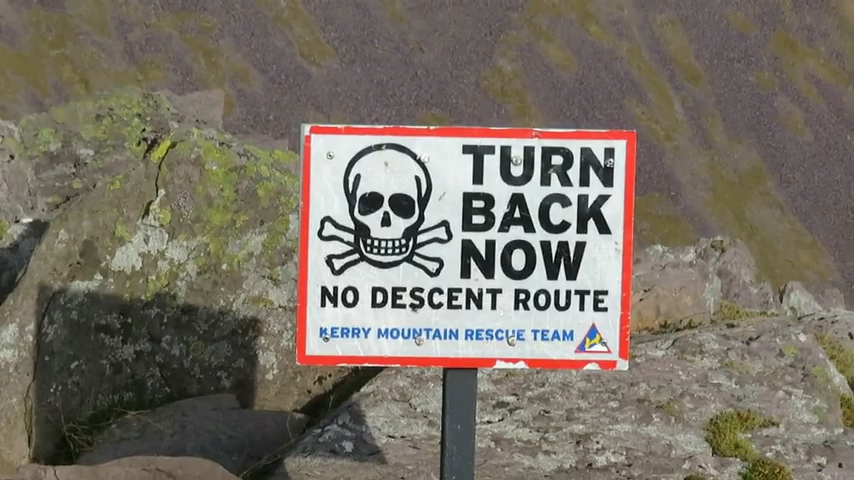 TURN
BACK
NOW
NO DESCENT ROUTE
KERRY MOUNTAIN RESCUE TEAM